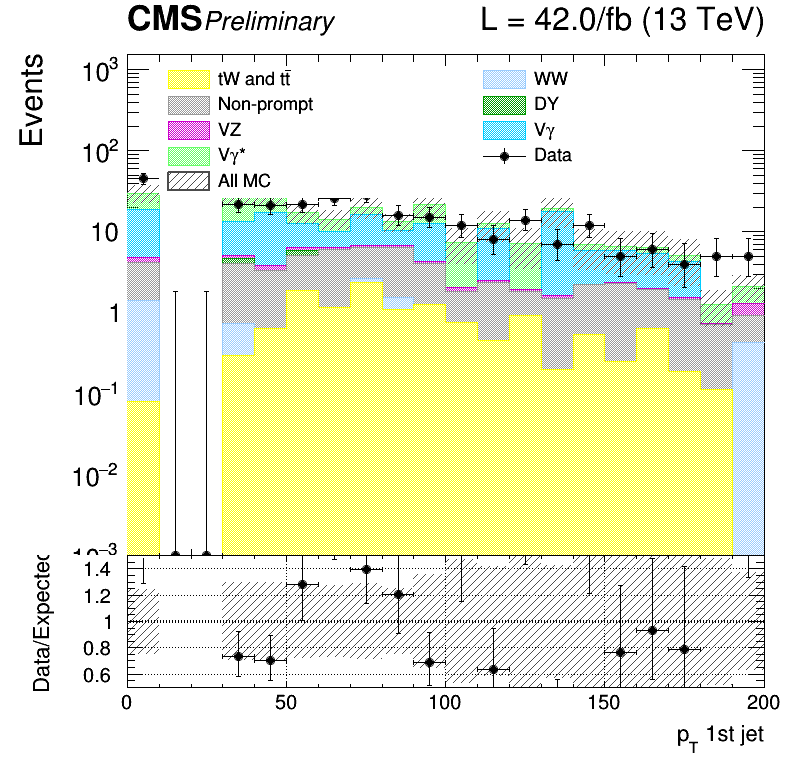 CMS Preliminary L = 42.0/fb (13 TeV)
Events
10³
10²
10
1
10⁻¹
10⁻²
10⁻³
tW and tt̄
Non-prompt
VZ
Vγ*
All MC
WW
DY
Vγ
Data
Data/Expected
1.4
1.2
1
0.8
0.6
0 50 100 150 200
p_T 1st jet